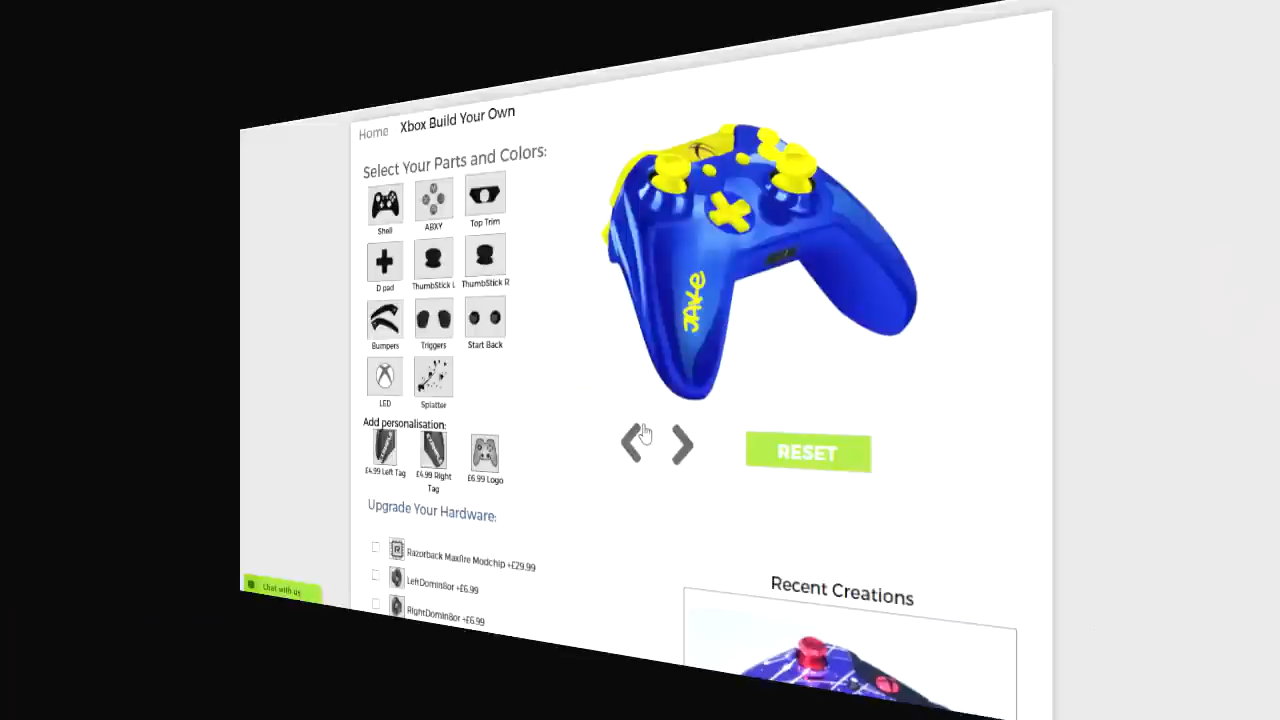 Home Xbox Build Your Own
Select Your Parts and Colors:
Shell ABXY Top Trim
D pad ThumbStick L ThumbStick R
Bumpers Triggers Start Back
LED Splatter
Add personalisation:
£4.99 Left Tag £4.99 Right Tag £6.99 Logo
Upgrade Your Hardware:
Razorback Maxfire Modchip +£29.99
LeftDomin8or +£6.99
RightDomin8or +£6.99
Chat with us
JAKE
RESET
Recent Creations